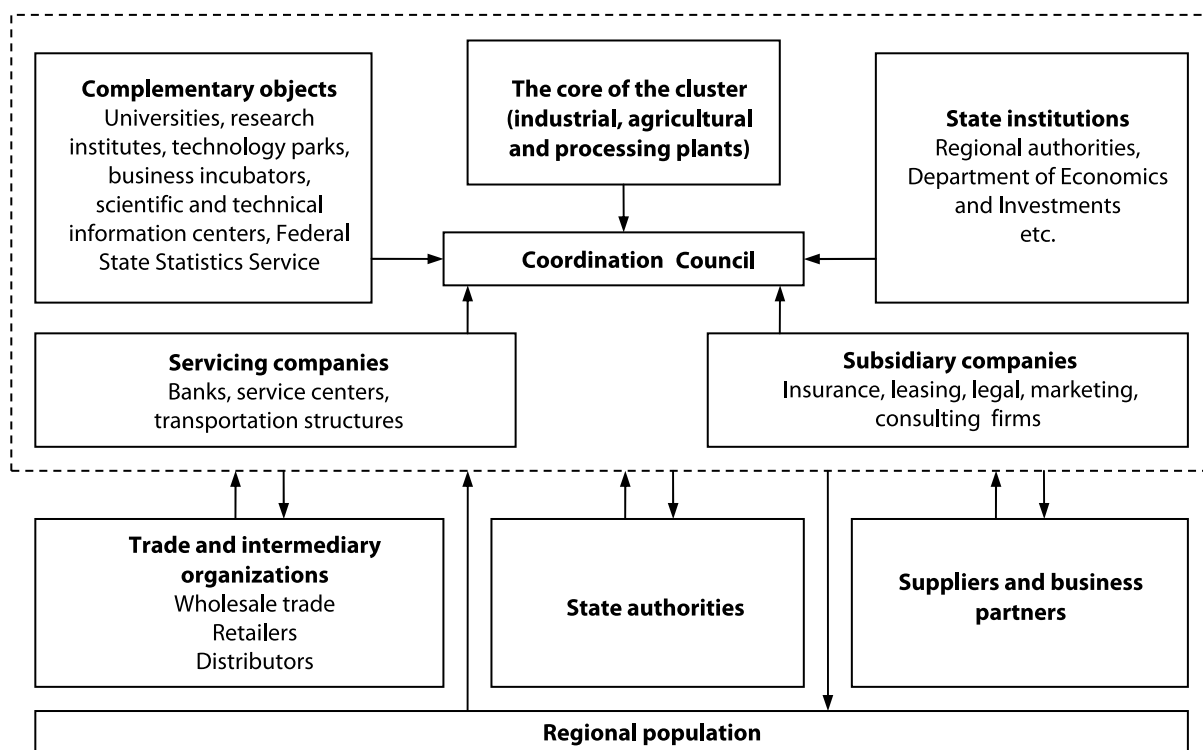 Complementary objects
Universities, research
institutes, technology parks,
business incubators,
scientific and technical
information centers, Federal
State Statistics Service
The core of the cluster
(industrial, agricultural
and processing plants)
State institutions
Regional authorities,
Department of Economics
and Investments
etc.
Coordination Council
Servicing companies
Banks, service centers,
transportation structures
Subsidiary companies
Insurance, leasing, legal, marketing,
consulting firms
Trade and intermediary
organizations
Wholesale trade
Retailers
Distributors
State authorities
Suppliers and business
partners
Regional population